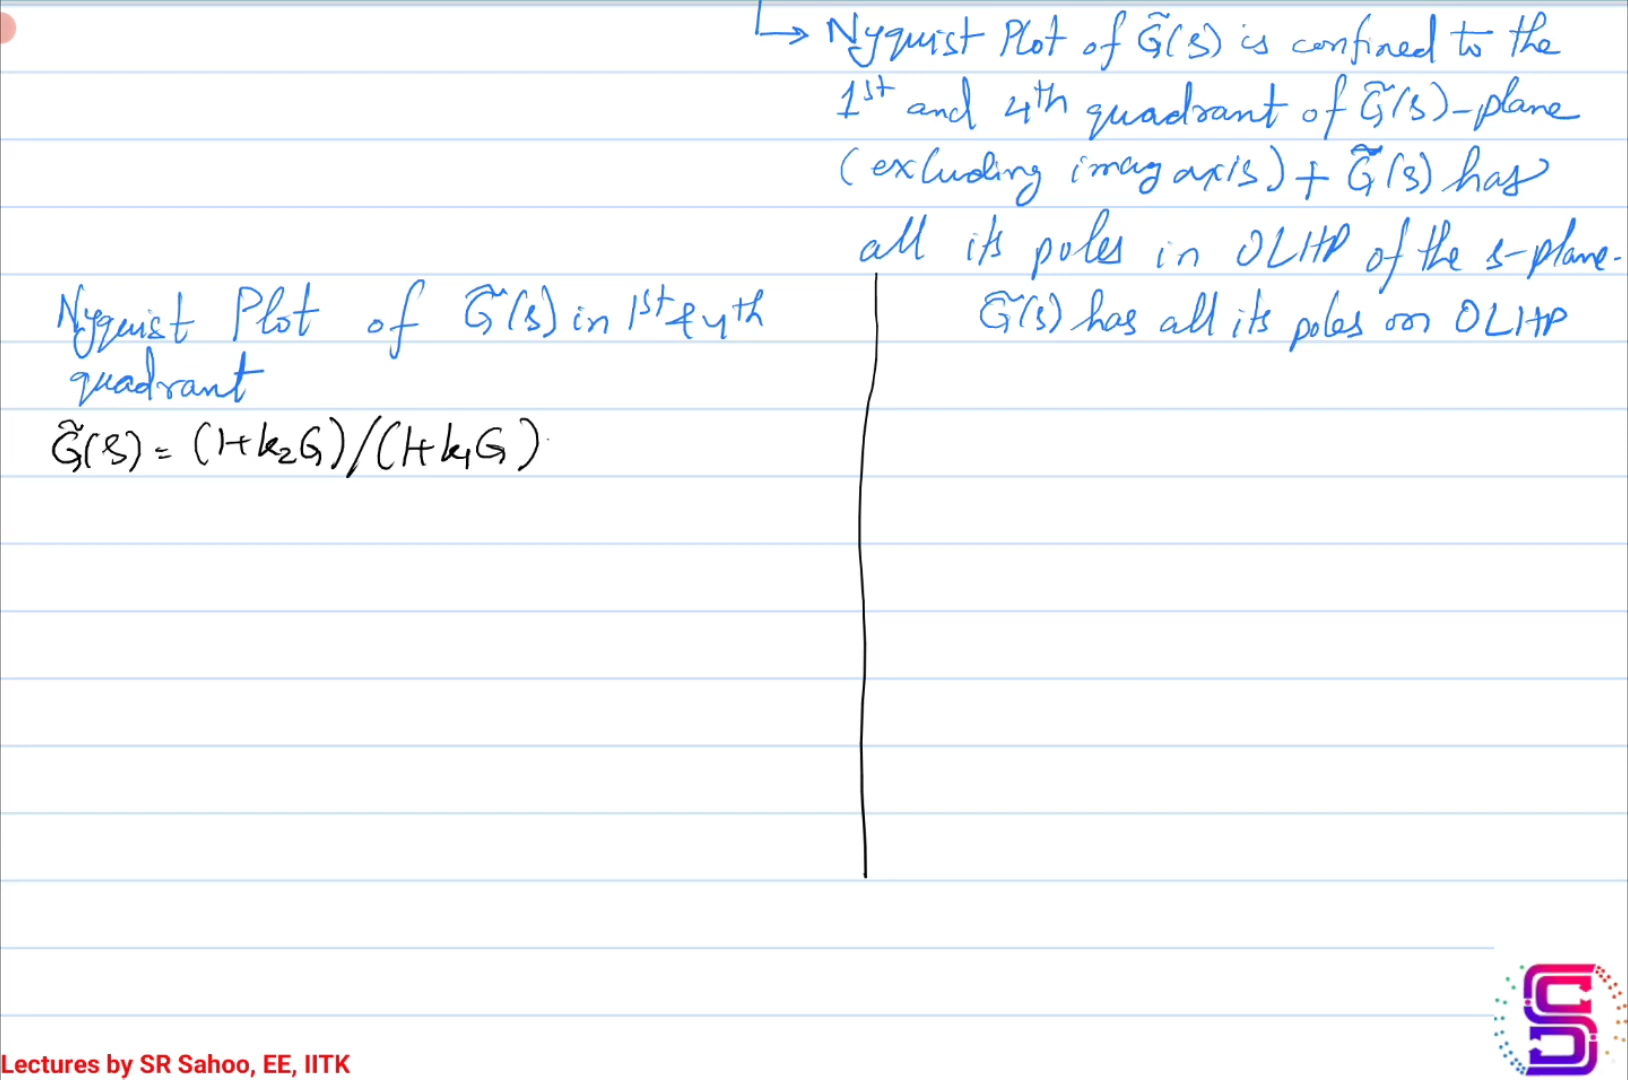 ↳ Nyquist Plot of G̃(s) is confined to the
1st and 4th quadrant of G̃(s)-plane
(excluding imag axis) + G̃(s) has
all its poles in OLHP of the s-plane.
Nyquist Plot of G̃(s) in 1st & 4th
quadrant
G̃(s) = (1+k₂G)/(1+k₁G)
G̃(s) has all its poles on OLHP
Lectures by SR Sahoo, EE, IITK